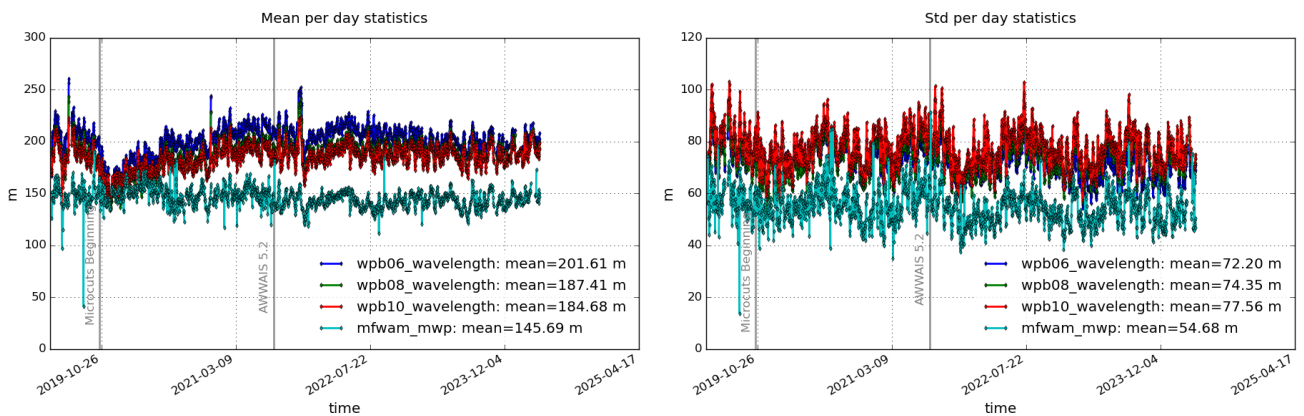 Mean per day statistics
300
250
200
150
100
50
0
m
Microcuts Beginning
AWWAIS 5.2
wpb06_wavelength: mean=201.61 m
wpb08_wavelength: mean=187.41 m
wpb10_wavelength: mean=184.68 m
mfwam_mwp: mean=145.69 m
2019-10-26
2021-03-09
2022-07-22
2023-12-04
2025-04-17
time
Std per day statistics
120
100
80
60
40
20
0
m
Microcuts Beginning
AWWAIS 5.2
wpb06_wavelength: mean=72.20 m
wpb08_wavelength: mean=74.35 m
wpb10_wavelength: mean=77.56 m
mfwam_mwp: mean=54.68 m
2019-10-26
2021-03-09
2022-07-22
2023-12-04
2025-04-17
time